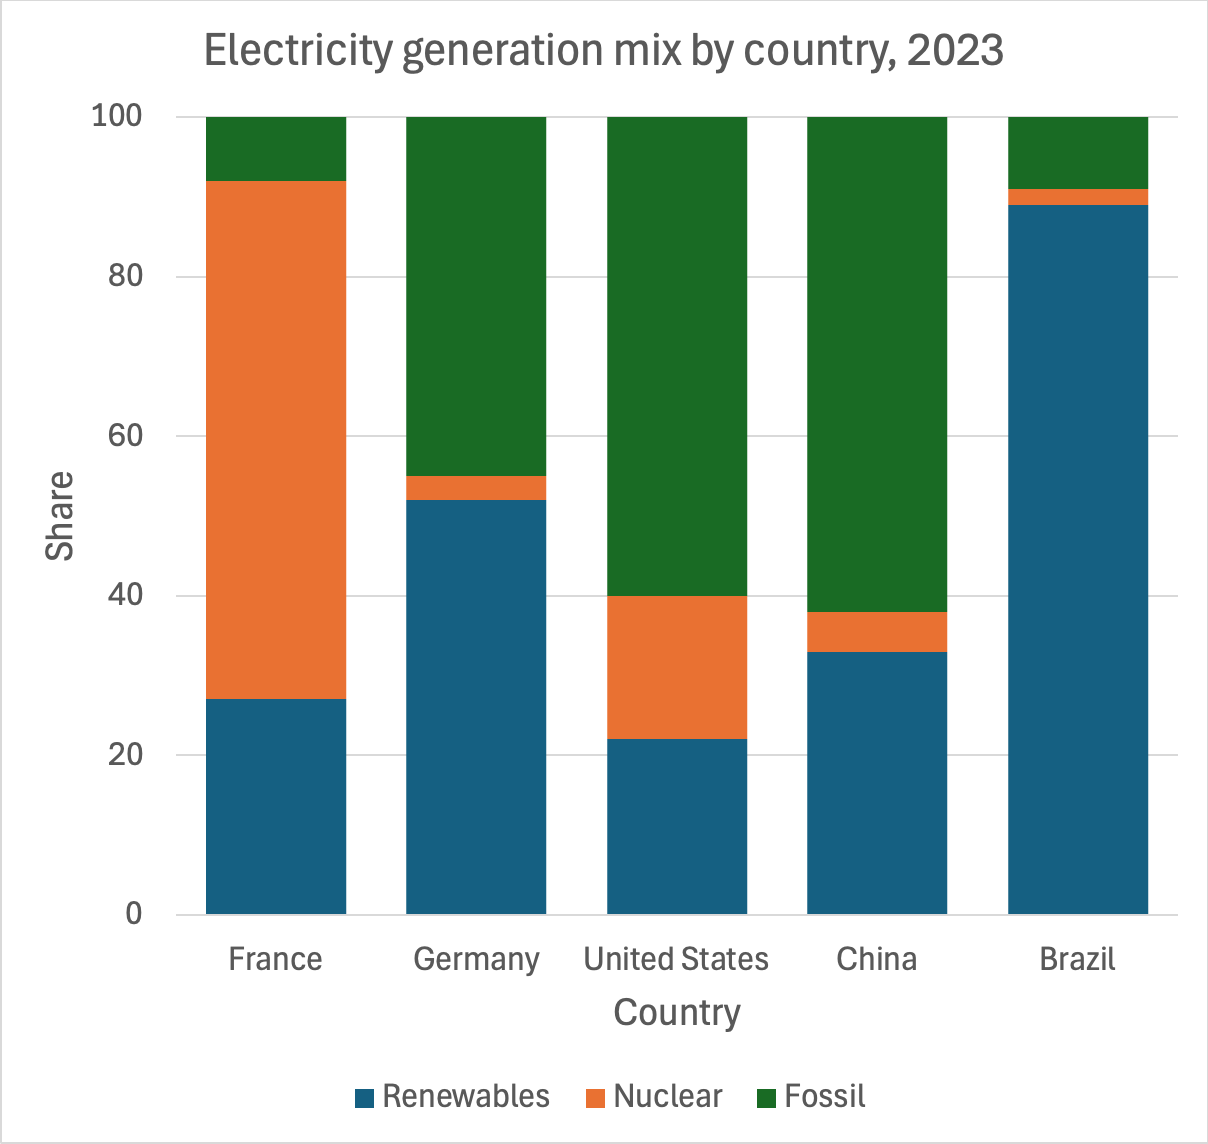 Electricity generation mix by country, 2023
100
80
60
40
20
0
Share
France Germany United States China Brazil
Country
Renewables Nuclear Fossil